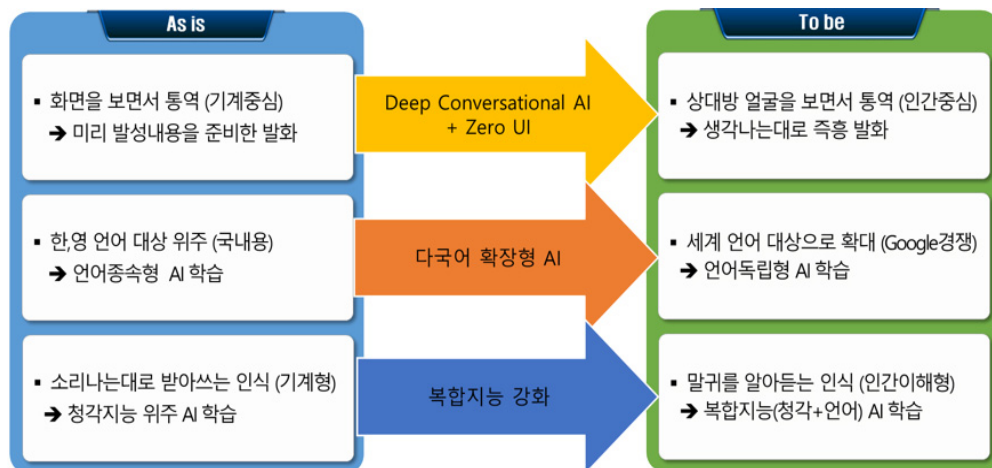 As is
To be
▪ 화면을 보면서 통역 (기계중심)
➔ 미리 발성내용을 준비한 발화
Deep Conversational AI
+ Zero UI
▪ 상대방 얼굴을 보면서 통역 (인간중심)
➔ 생각나는대로 즉흥 발화
▪ 한,영 언어 대상 위주 (국내용)
➔ 언어종속형 AI 학습
다국어 확장형 AI
▪ 세계 언어 대상으로 확대 (Google경쟁)
➔ 언어독립형 AI 학습
▪ 소리나는대로 받아쓰는 인식 (기계형)
➔ 청각지능 위주 AI 학습
복합지능 강화
▪ 말귀를 알아듣는 인식 (인간이해형)
➔ 복합지능(청각+언어) AI 학습